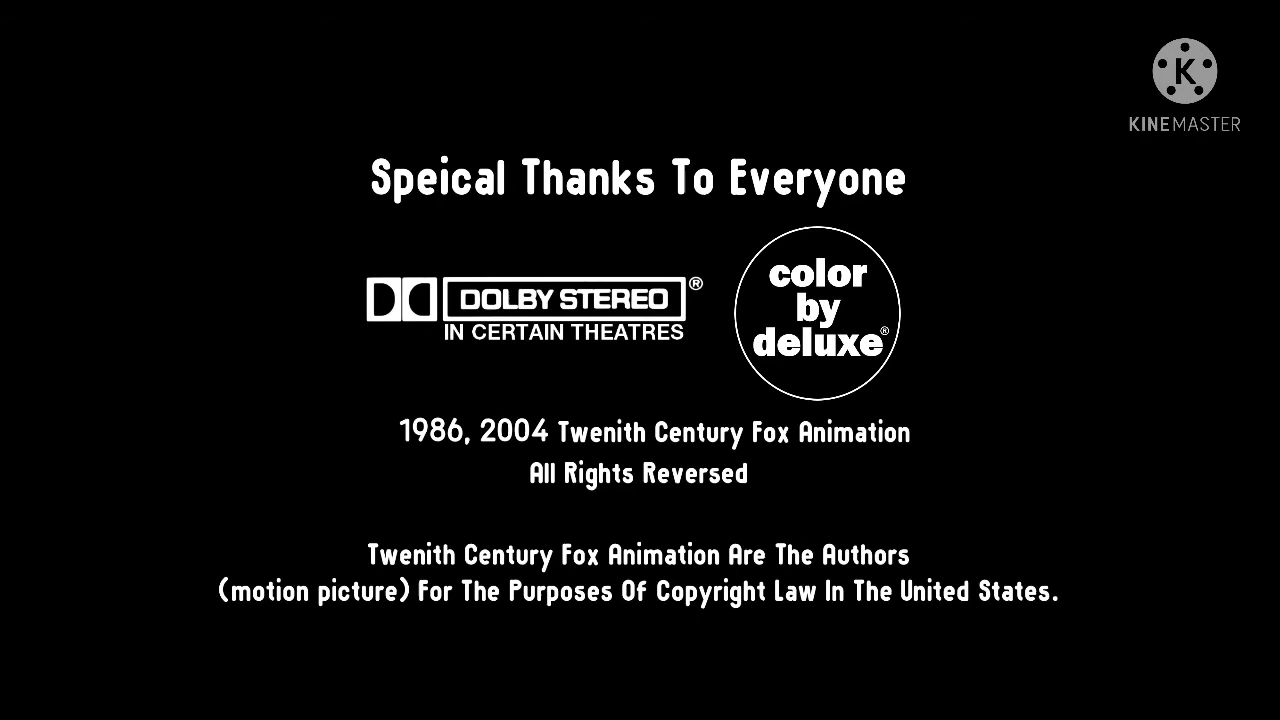 K
KINEMASTER
Speical Thanks To Everyone
DOLBY STEREO ®
IN CERTAIN THEATRES
color
by
deluxe®
1986, 2004 Twenith Century Fox Animation
All Rights Reversed
Twenith Century Fox Animation Are The Authors
(motion picture) For The Purposes Of Copyright Law In The United States.